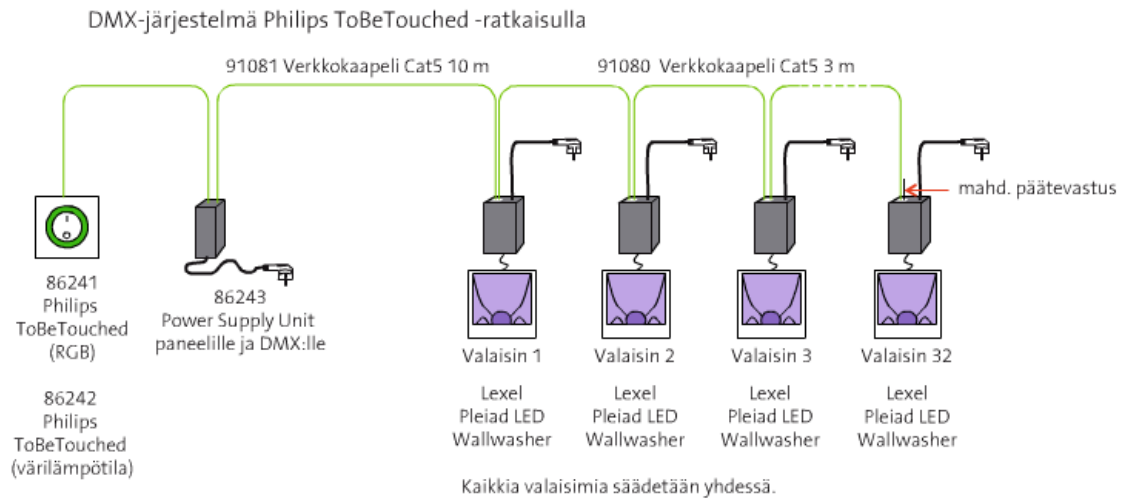 DMX-järjestelmä Philips ToBeTouched -ratkaisulla
91081 Verkkokaapeli Cat5 10 m
91080 Verkkokaapeli Cat5 3 m
mahd. päätevastus
86241
Philips
ToBeTouched
(RGB)
86242
Philips
ToBeTouched
(värilämpötila)
86243
Power Supply Unit
paneelille ja DMX:lle
Valaisin 1
Lexel
Pleiad LED
Wallwasher
Valaisin 2
Lexel
Pleiad LED
Wallwasher
Valaisin 3
Lexel
Pleiad LED
Wallwasher
Valaisin 32
Lexel
Pleiad LED
Wallwasher
Kaikkia valaisimia säädetään yhdessä.